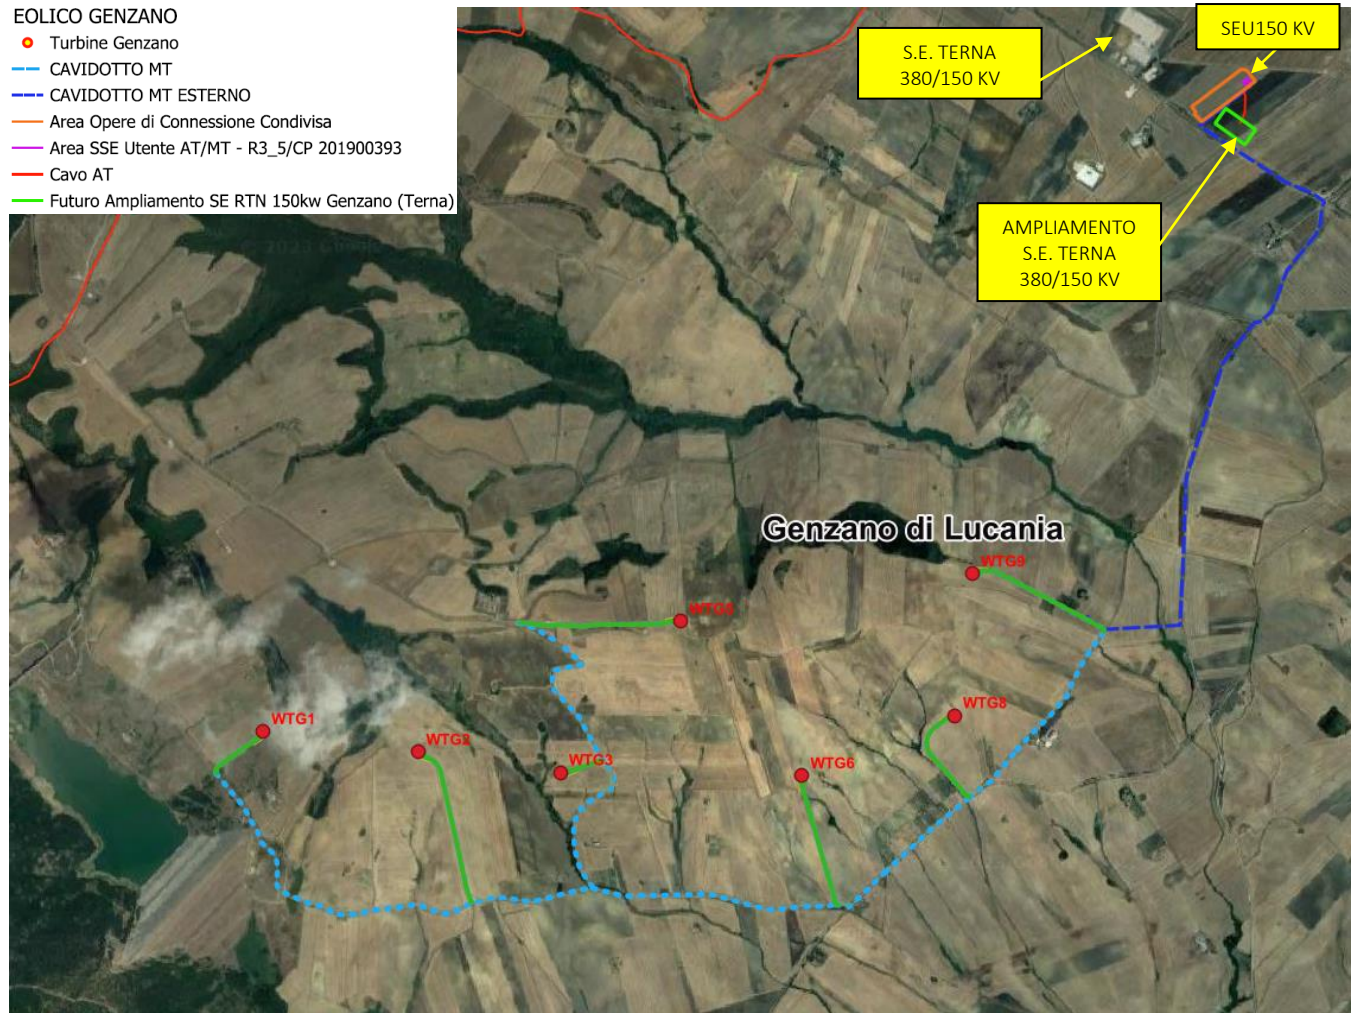 EOLICO GENZANO
Turbine Genzano
CAVIDOTTO MT
CAVIDOTTO MT ESTERNO
Area Opere di Connessione Condivisa
Area SSE Utente AT/MT - R3_5/CP 201900393
Cavo AT
Futuro Ampliamento SE RTN 150kw Genzano (Terna)
S.E. TERNA
380/150 KV
SEU150 KV
AMPLIAMENTO
S.E. TERNA
380/150 KV
Genzano di Lucania
WTG9
WTG8
WTG1
WTG2
WTG3
WTG6